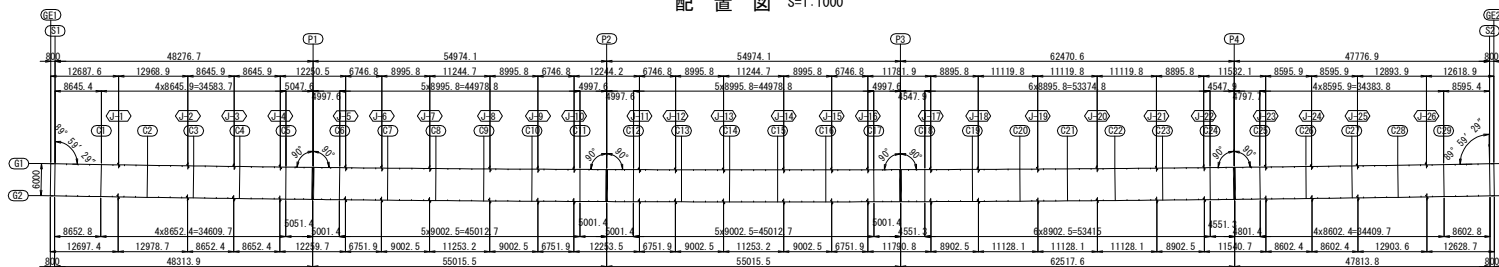 配 置 図 S=1:1000
GE1 GE2
S1 P1 P2 P3 P4 S2
800 48276.7 54974.1 54974.1 62470.6 47776.9 800
12687.6 12968.9 8645.9 8645.9 12250.5 6746.8 8995.8 11244.7 8995.8 6746.8 12244.2 6746.8 8995.8 11244.7 8995.8 6746.8 11781.9 8895.8 11119.8 11119.8 11119.8 8895.8 11532.1 8595.9 8595.9 12893.9 12618.9
8645.4 4x8645.9=34583.7 5047.6 5x8995.8=44978.8 4997.6 5x8995.8=44978.8 4997.6 6x8895.8=53374.8 4547.9 4x8595.9=34383.8 8595.4
4997.6 4997.6 4547.9 4797.7
J-1 J-2 J-3 J-4 J-5 J-6 J-7 J-8 J-9 J-10 J-11 J-12 J-13 J-14 J-15 J-16 J-17 J-18 J-19 J-20 J-21 J-22 J-23 J-24 J-25 J-26
C1 C2 C3 C4 C5 C6 C7 C8 C9 C10 C11 C12 C13 C14 C15 C16 C17 C18 C19 C20 C21 C22 C23 C24 C25 C26 C27 C28 C29
89° 59' 29" 90° 90° 90° 90° 90° 90° 90° 90° 89° 59' 29"
G1
6000
G2
5051.4 5001.4 5001.4 4551.3
8652.8 4x8652.4=34609.7 5001.4 5x9002.5=45012.7 5001.4 5x9002.5=45012.7 4551.3 6x8902.5=53415 4801.4 4x8602.4=34409.7 8602.8
12697.4 12978.7 8652.4 8652.4 12259.7 6751.9 9002.5 11253.2 9002.5 6751.9 12253.5 6751.9 9002.5 11253.2 9002.5 6751.9 11790.8 8902.5 11128.1 11128.1 11128.1 8902.5 11540.7 8602.4 8602.4 12903.6 12628.7
800 48313.9 55015.5 55015.5 62517.6 47813.8 800